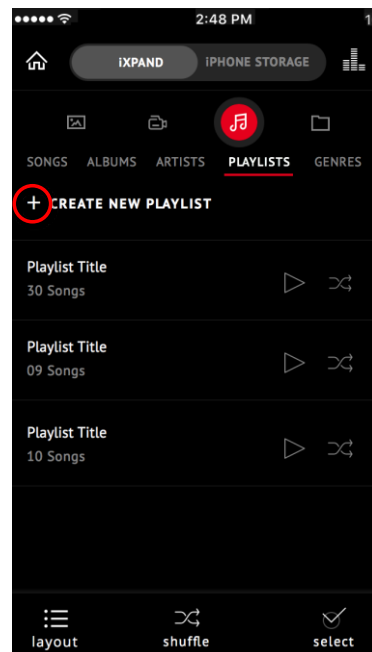 2:48 PM 1
iXPAND iPHONE STORAGE
SONGS ALBUMS ARTISTS PLAYLISTS GENRES
+ CREATE NEW PLAYLIST
Playlist Title
30 Songs
Playlist Title
09 Songs
Playlist Title
10 Songs
layout shuffle select